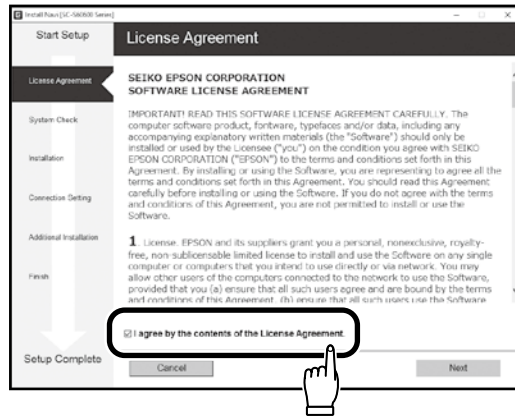 Install Navi [SC-S60600 Series]
Start Setup
License Agreement
License Agreement
System Check
Installation
Connection Setting
Additional Installation
Finish
Setup Complete
SEIKO EPSON CORPORATION
SOFTWARE LICENSE AGREEMENT
IMPORTANT! READ THIS SOFTWARE LICENSE AGREEMENT CAREFULLY. The
computer software product, fontware, typefaces and/or data, including any
accompanying explanatory written materials (the "Software") should only be
installed or used by the Licensee ("you") on the condition you agree with SEIKO
EPSON CORPORATION ("EPSON") to the terms and conditions set forth in this
Agreement. By installing or using the Software, you are representing to agree all the
terms and conditions set forth in this Agreement. You should read this Agreement
carefully before installing or using the Software. If you do not agree with the terms
and conditions of this Agreement, you are not permitted to install or use the
Software.
1. License. EPSON and its suppliers grant you a personal, nonexclusive, royalty-
free, non-sublicensable limited license to install and use the Software on any single
computer or computers that you intend to use directly or via network. You may
allow other users of the computers connected to the network to use the Software,
provided that you (a) ensure that all such users agree and are bound by the terms
and conditions of this Agreement, (b) ensure that all such users use the Software
I agree by the contents of the License Agreement.
Cancel
Next